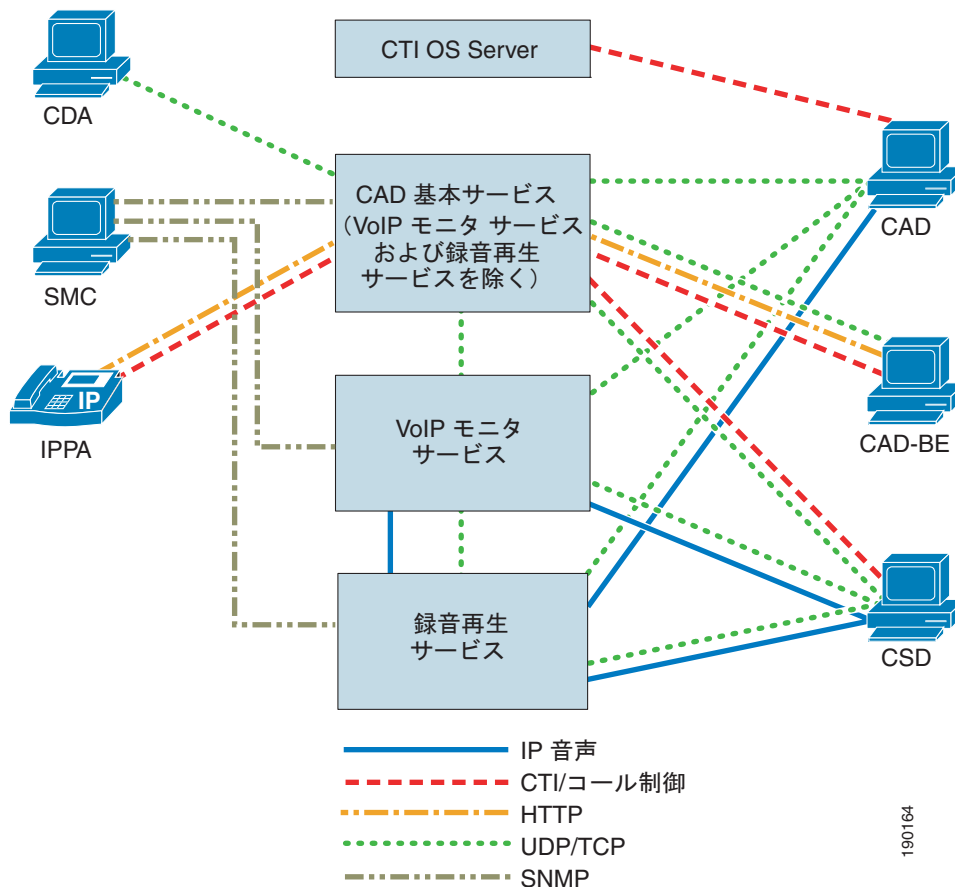 CTI OS Server
CDA
CAD
CAD 基本サービス
（VoIP モニタ サービス
および録音再生
サービスを除く）
SMC
IP
IPPA
CAD-BE
VoIP モニタ
サービス
録音再生
サービス
CSD
IP 音声
CTI/コール制御
HTTP
UDP/TCP
SNMP
190164